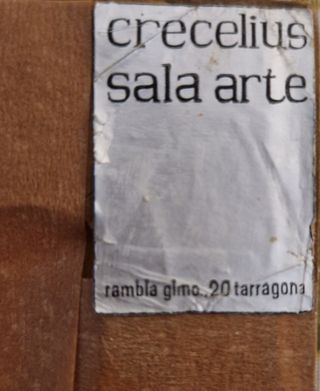 crecelius
sala arte
rambla glmo.,20 tarragona